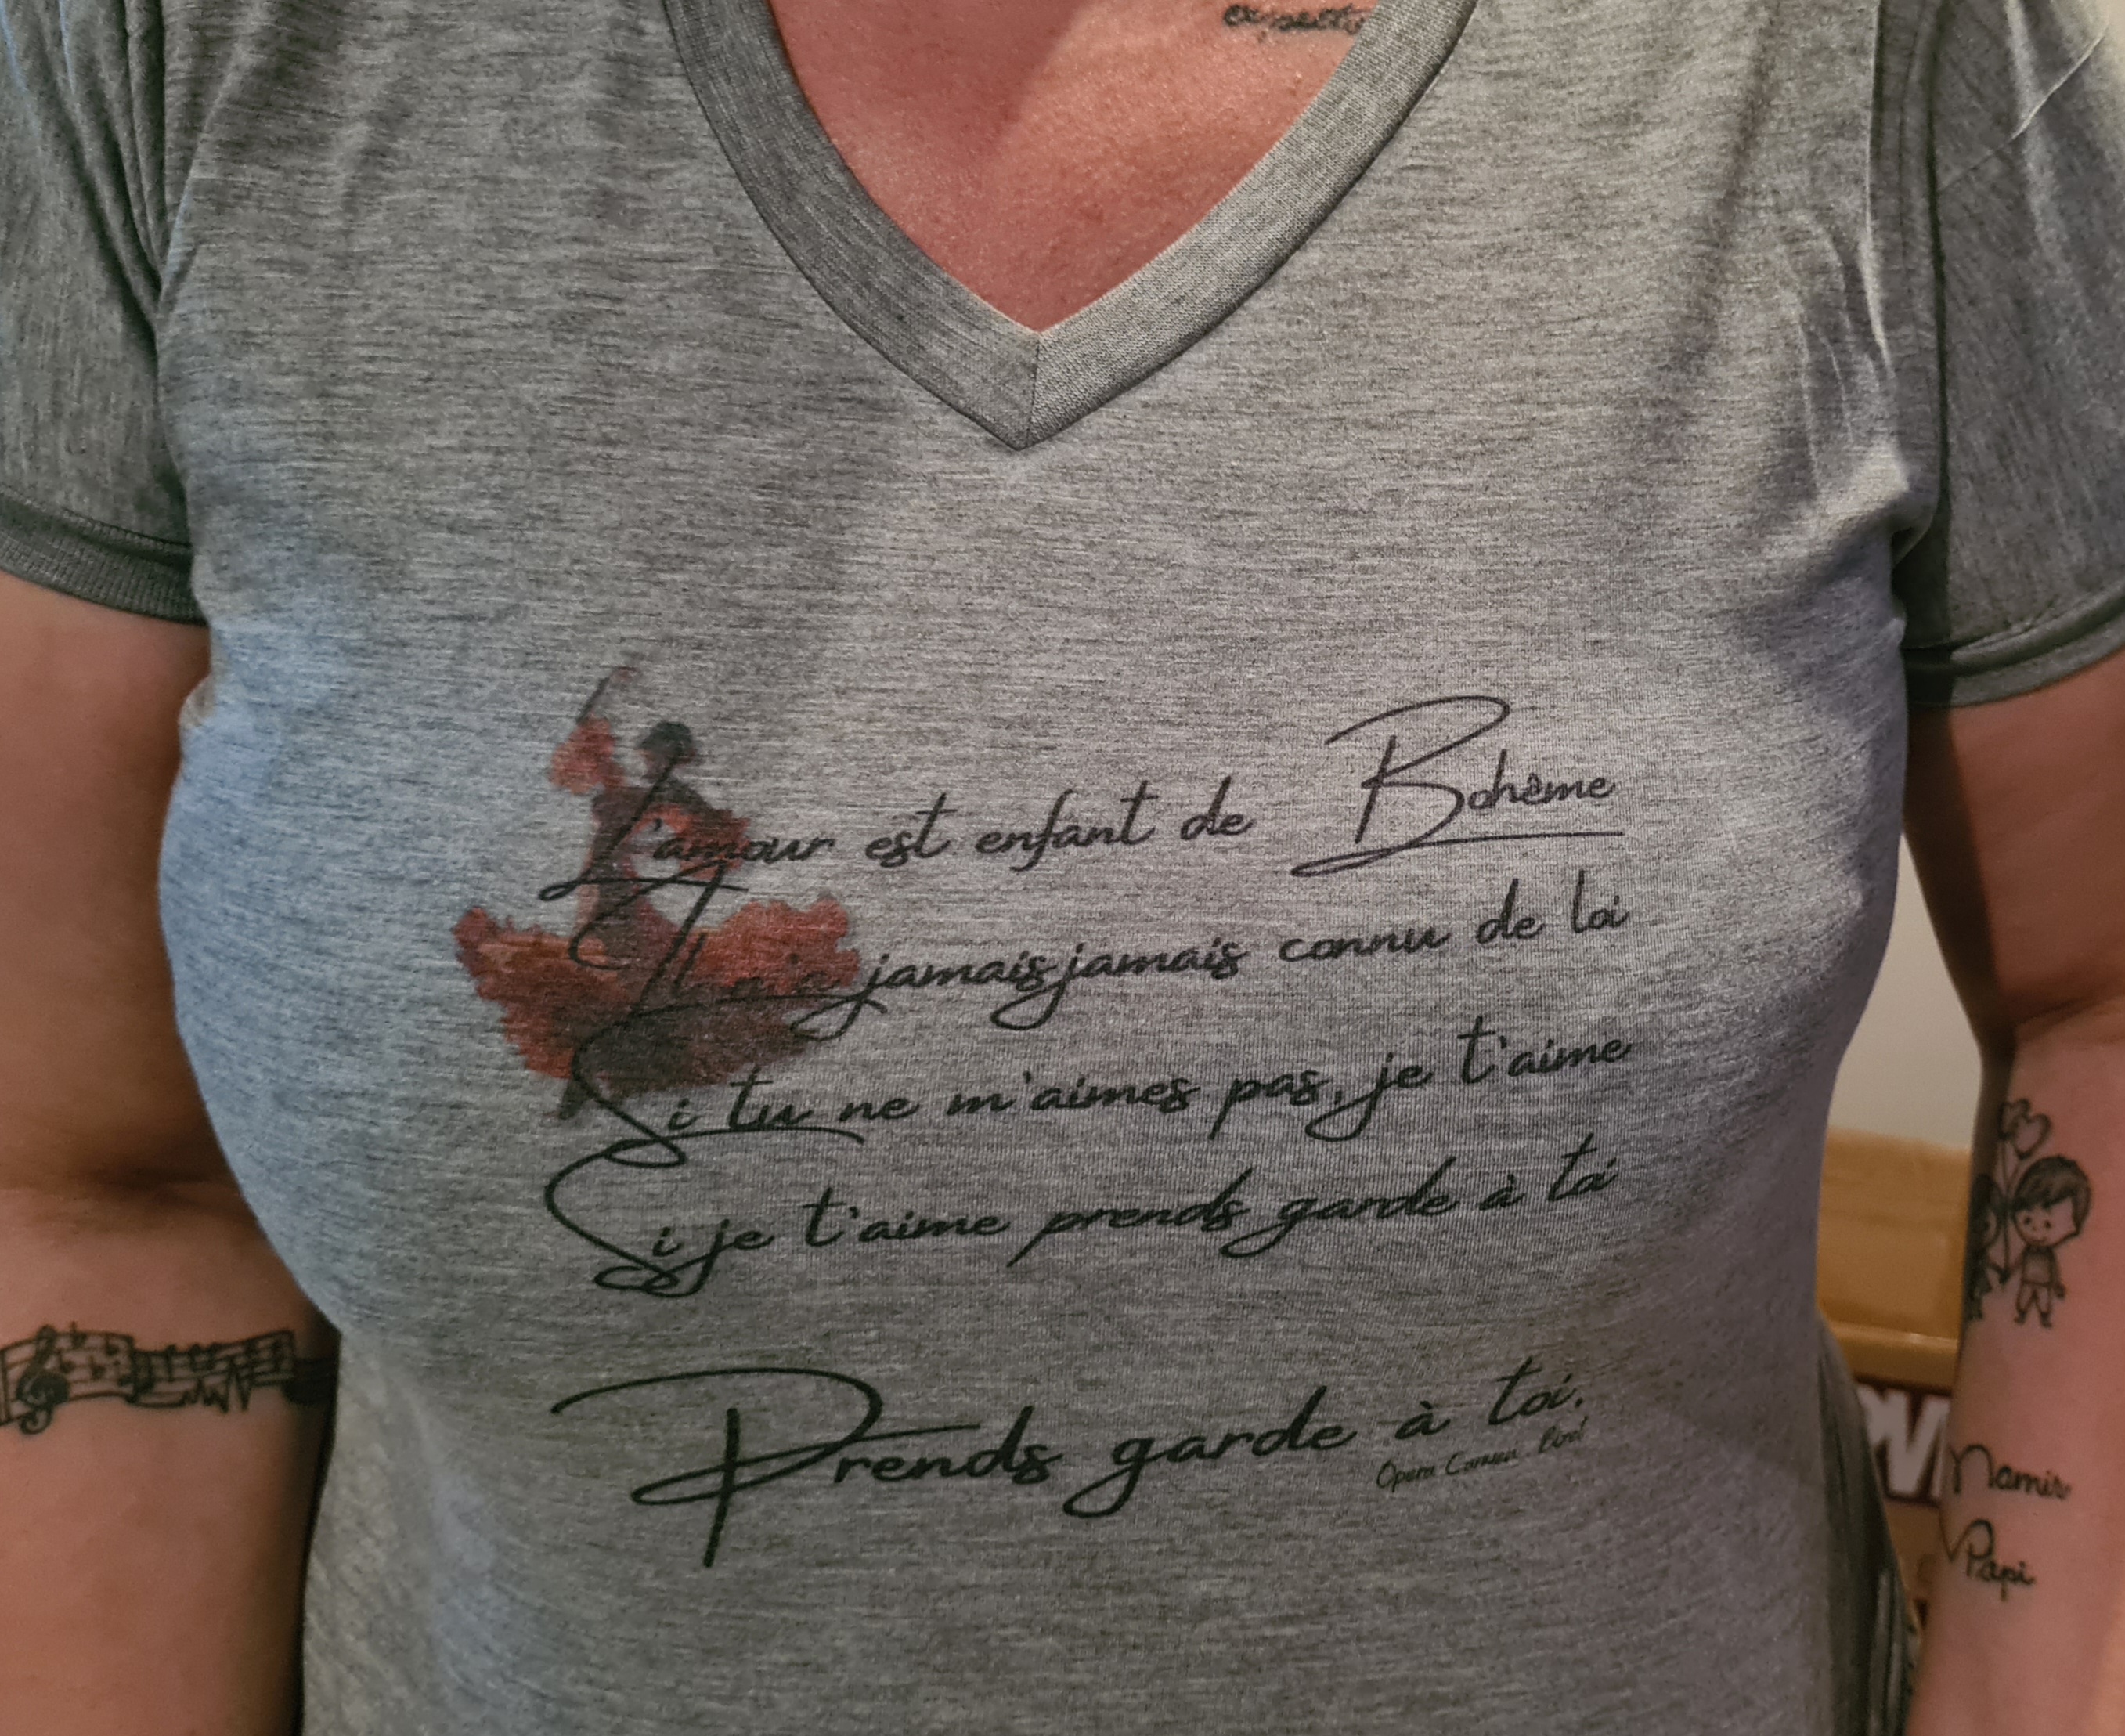 L'amour est enfant de Bohême
Il n'a jamais jamais connu de loi
Si tu ne m'aimes pas, je t'aime
Si je t'aime prends garde à toi
Prends garde à toi.
Opera Carmen. Bizet
Mamie
Papi